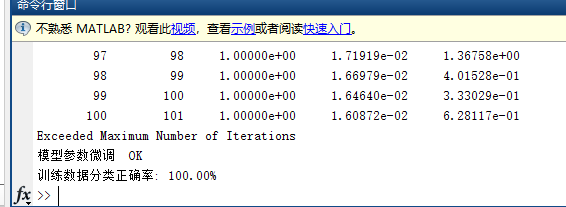 命令行窗口
不熟悉 MATLAB? 观看此视频, 查看示例或者阅读快速入门。
97 98 1.00000e+00 1.71919e-02 1.36758e+00
98 99 1.00000e+00 1.66979e-02 4.01528e-01
99 100 1.00000e+00 1.64640e-02 3.33029e-01
100 101 1.00000e+00 1.60872e-02 6.28117e-01
Exceeded Maximum Number of Iterations
模型参数微调 OK
训练数据分类正确率: 100.00%
fx >>